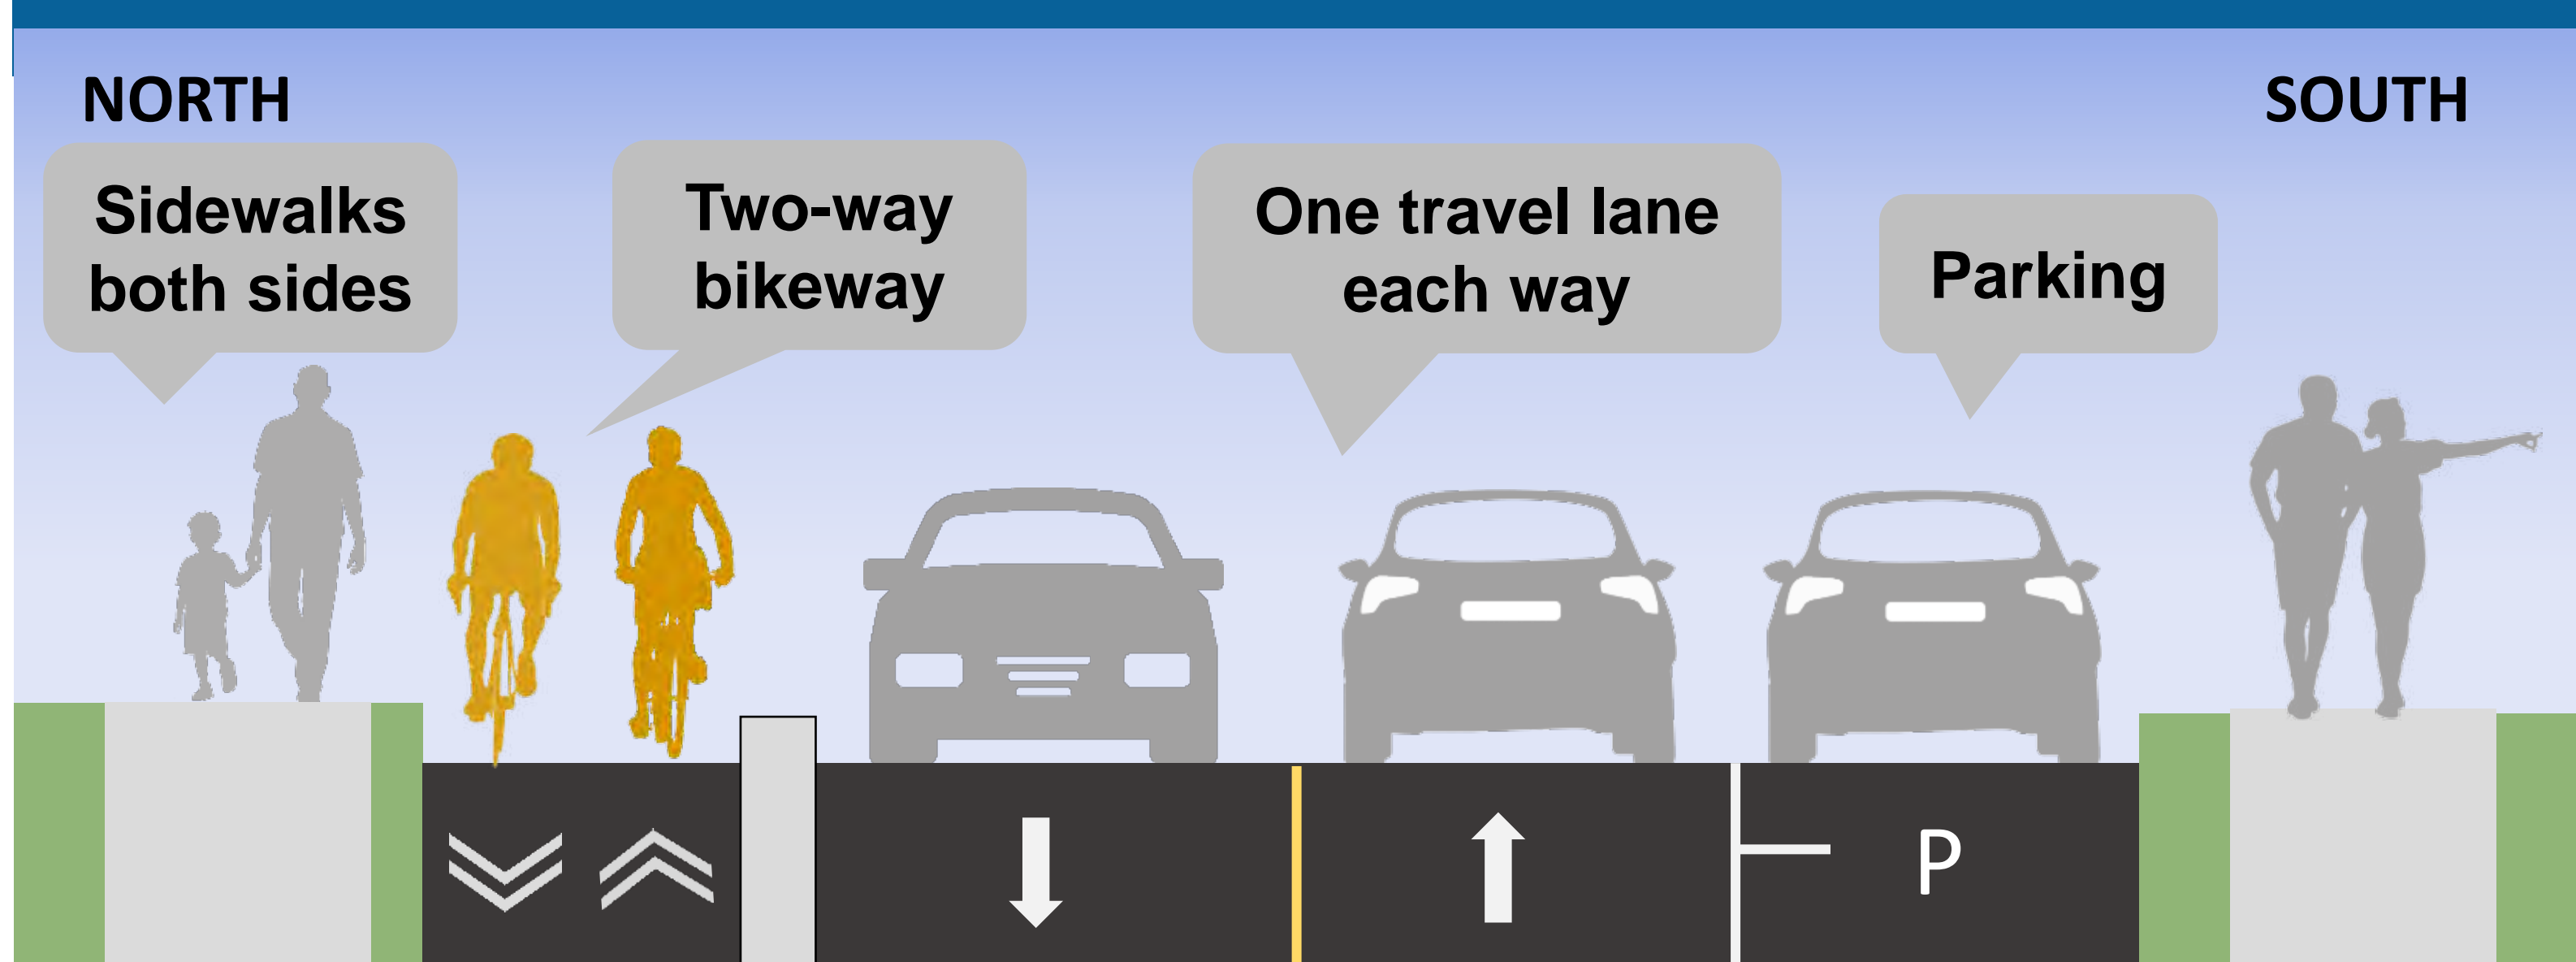 NORTH
SOUTH
Sidewalks
both sides
Two-way
bikeway
One travel lane
each way
Parking
P